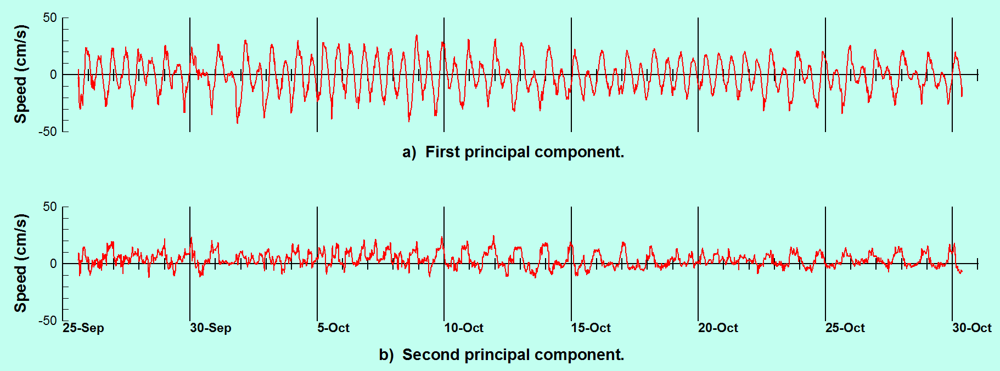 50
0
-50
Speed (cm/s)
a) First principal component.
50
0
-50
Speed (cm/s)
25-Sep 30-Sep 5-Oct 10-Oct 15-Oct 20-Oct 25-Oct 30-Oct
b) Second principal component.